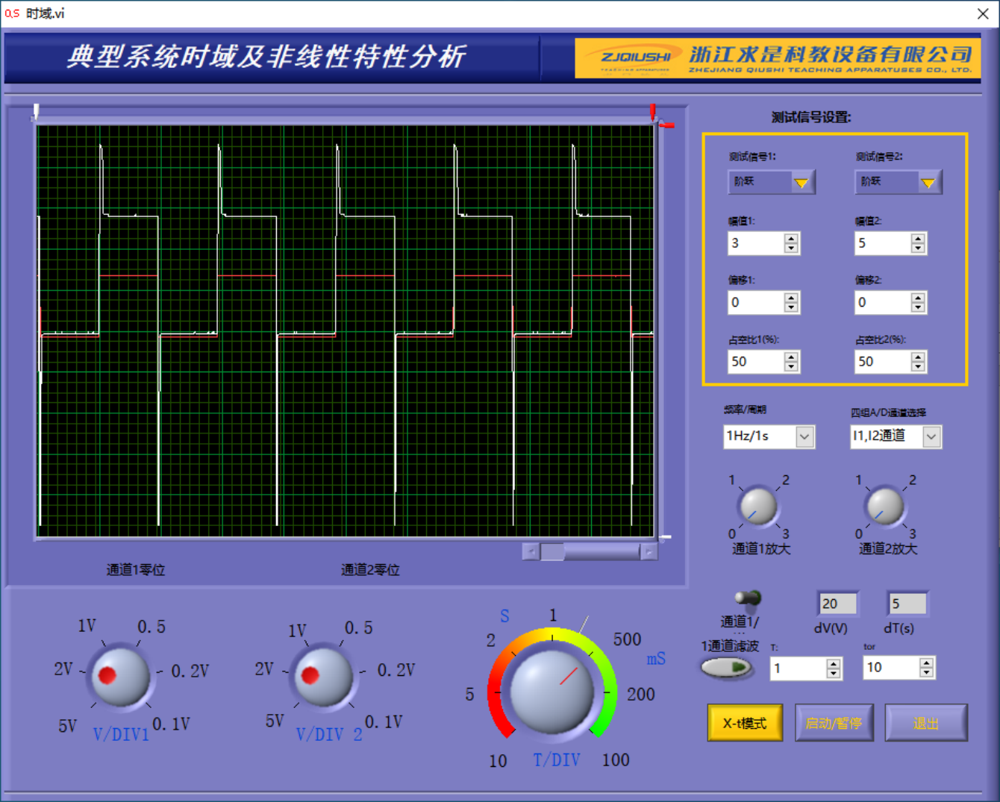 时域.vi
典型系统时域及非线性特性分析
ZJQIUSHI
浙江求是科教设备有限公司
ZHEJIANG QIUSHI TEACHING APPARATUSES CO., LTD.
测试信号设置:
测试信号1: 测试信号2:
阶跃 阶跃
幅值1: 幅值2:
3 5
偏移1: 偏移2:
0 0
占空比1(%): 占空比2(%):
50 50
频率/周期 四组A/D通道选择
1Hz/1s I1,I2通道
1 2 1 2
0 3 0 3
通道1放大 通道2放大
通道1零位 通道2零位
20 5
通道1/ dV(V) dT(s)
...
1通道滤波 T: tor
1 10
1V 0.5 1V 0.5 S 1
2 500
mS
2V 0.2V 2V 0.2V
5 200
5V 0.1V 5V 0.1V
V/DIV1 V/DIV 2
10 T/DIV 100
X-t模式 启动/暂停 退出